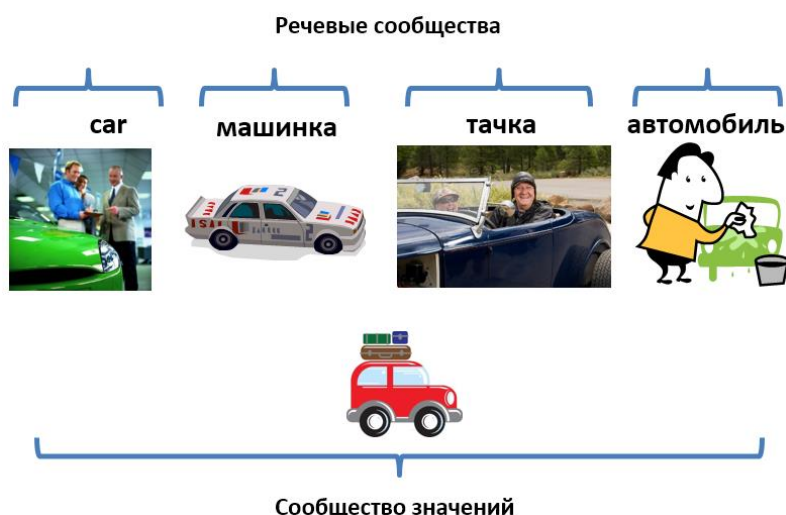 Речевые сообщества
car машинка тачка автомобиль
Сообщество значений